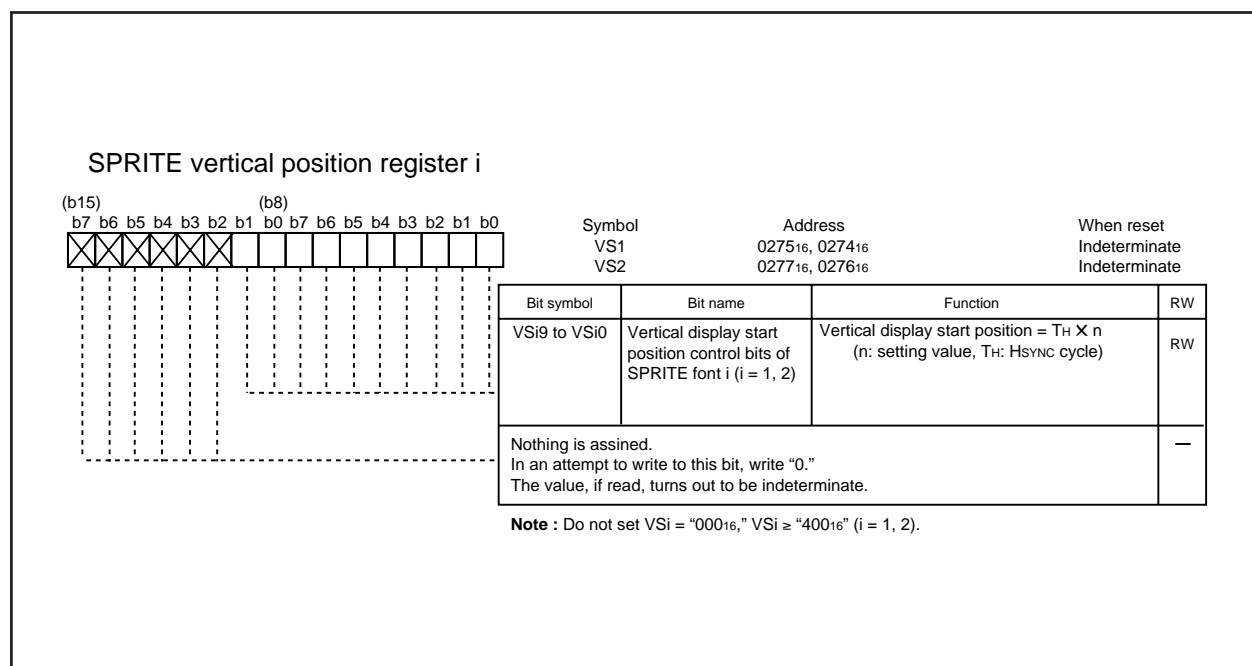 SPRITE vertical position register i
(b15) (b8)
b7 b6 b5 b4 b3 b2 b1 b0 b7 b6 b5 b4 b3 b2 b1 b0
Symbol Address When reset
VS1 027516, 027416 Indeterminate
VS2 027716, 027616 Indeterminate
Bit symbol Bit name Function RW
VSi9 to VSi0 Vertical display start Vertical display start position = TH X n RW
position control bits of (n: setting value, TH: HSYNC cycle)
SPRITE font i (i = 1, 2)
Nothing is assined. —
In an attempt to write to this bit, write “0.”
The value, if read, turns out to be indeterminate.
Note : Do not set VSi = “00016,” VSi ≥ “40016” (i = 1, 2).